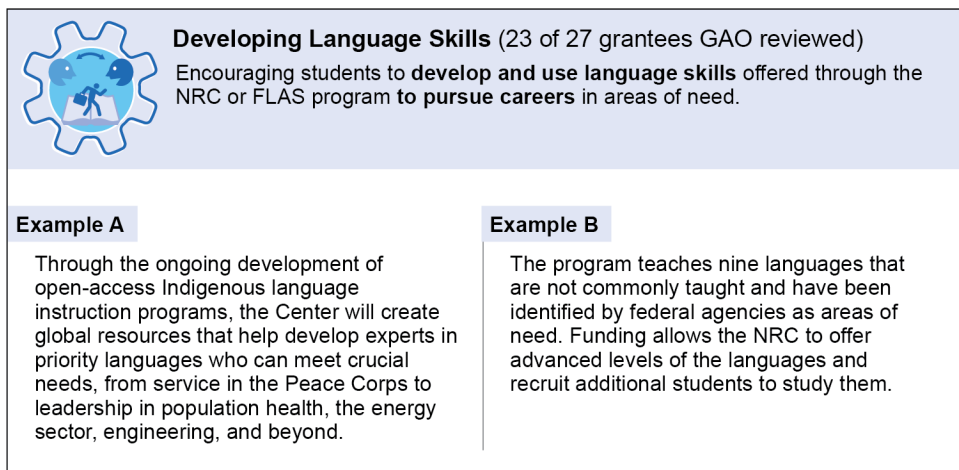 Developing Language Skills (23 of 27 grantees GAO reviewed)
Encouraging students to develop and use language skills offered through the
NRC or FLAS program to pursue careers in areas of need.
Example A
Through the ongoing development of
open-access Indigenous language
instruction programs, the Center will create
global resources that help develop experts in
priority languages who can meet crucial
needs, from service in the Peace Corps to
leadership in population health, the energy
sector, engineering, and beyond.
Example B
The program teaches nine languages that
are not commonly taught and have been
identified by federal agencies as areas of
need. Funding allows the NRC to offer
advanced levels of the languages and
recruit additional students to study them.